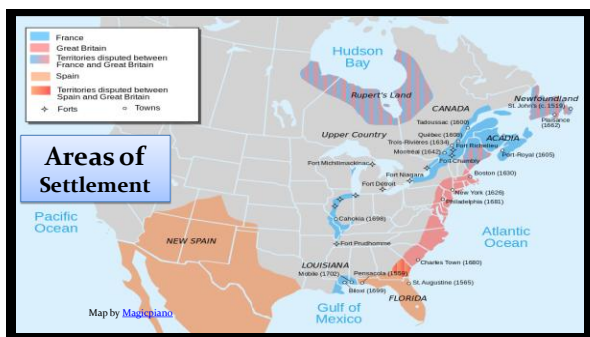 France
Great Britain
Territories disputed between
France and Great Britain
Spain
Territories disputed between
Spain and Great Britain
Forts
Towns
Hudson
Bay
Rupert's Land
Newfoundland
St. John's (c.1519)
Plaisance
(1662)
CANADA
Tadoussac (1600)
Québec (1608)
Trois-Rivières (1634)
Montréal (1642)
Fort Richelieu
Fort Chambly
ACADIA
Port-Royal (1605)
Upper Country
Fort Michilimackinac
Fort Niagara
Fort Detroit
Boston (1630)
New York (1626)
Philadelphia (1681)
Areas of
Settlement
Pacific
Ocean
Atlantic
Ocean
Cahokia (1698)
Fort Prudhomme
NEW SPAIN
LOUISIANA
Mobile (1702)
Pensacola (1559)
Biloxi (1699)
Charles Town (1680)
St. Augustine (1565)
FLORIDA
Gulf of
Mexico
Map by Magicpiano